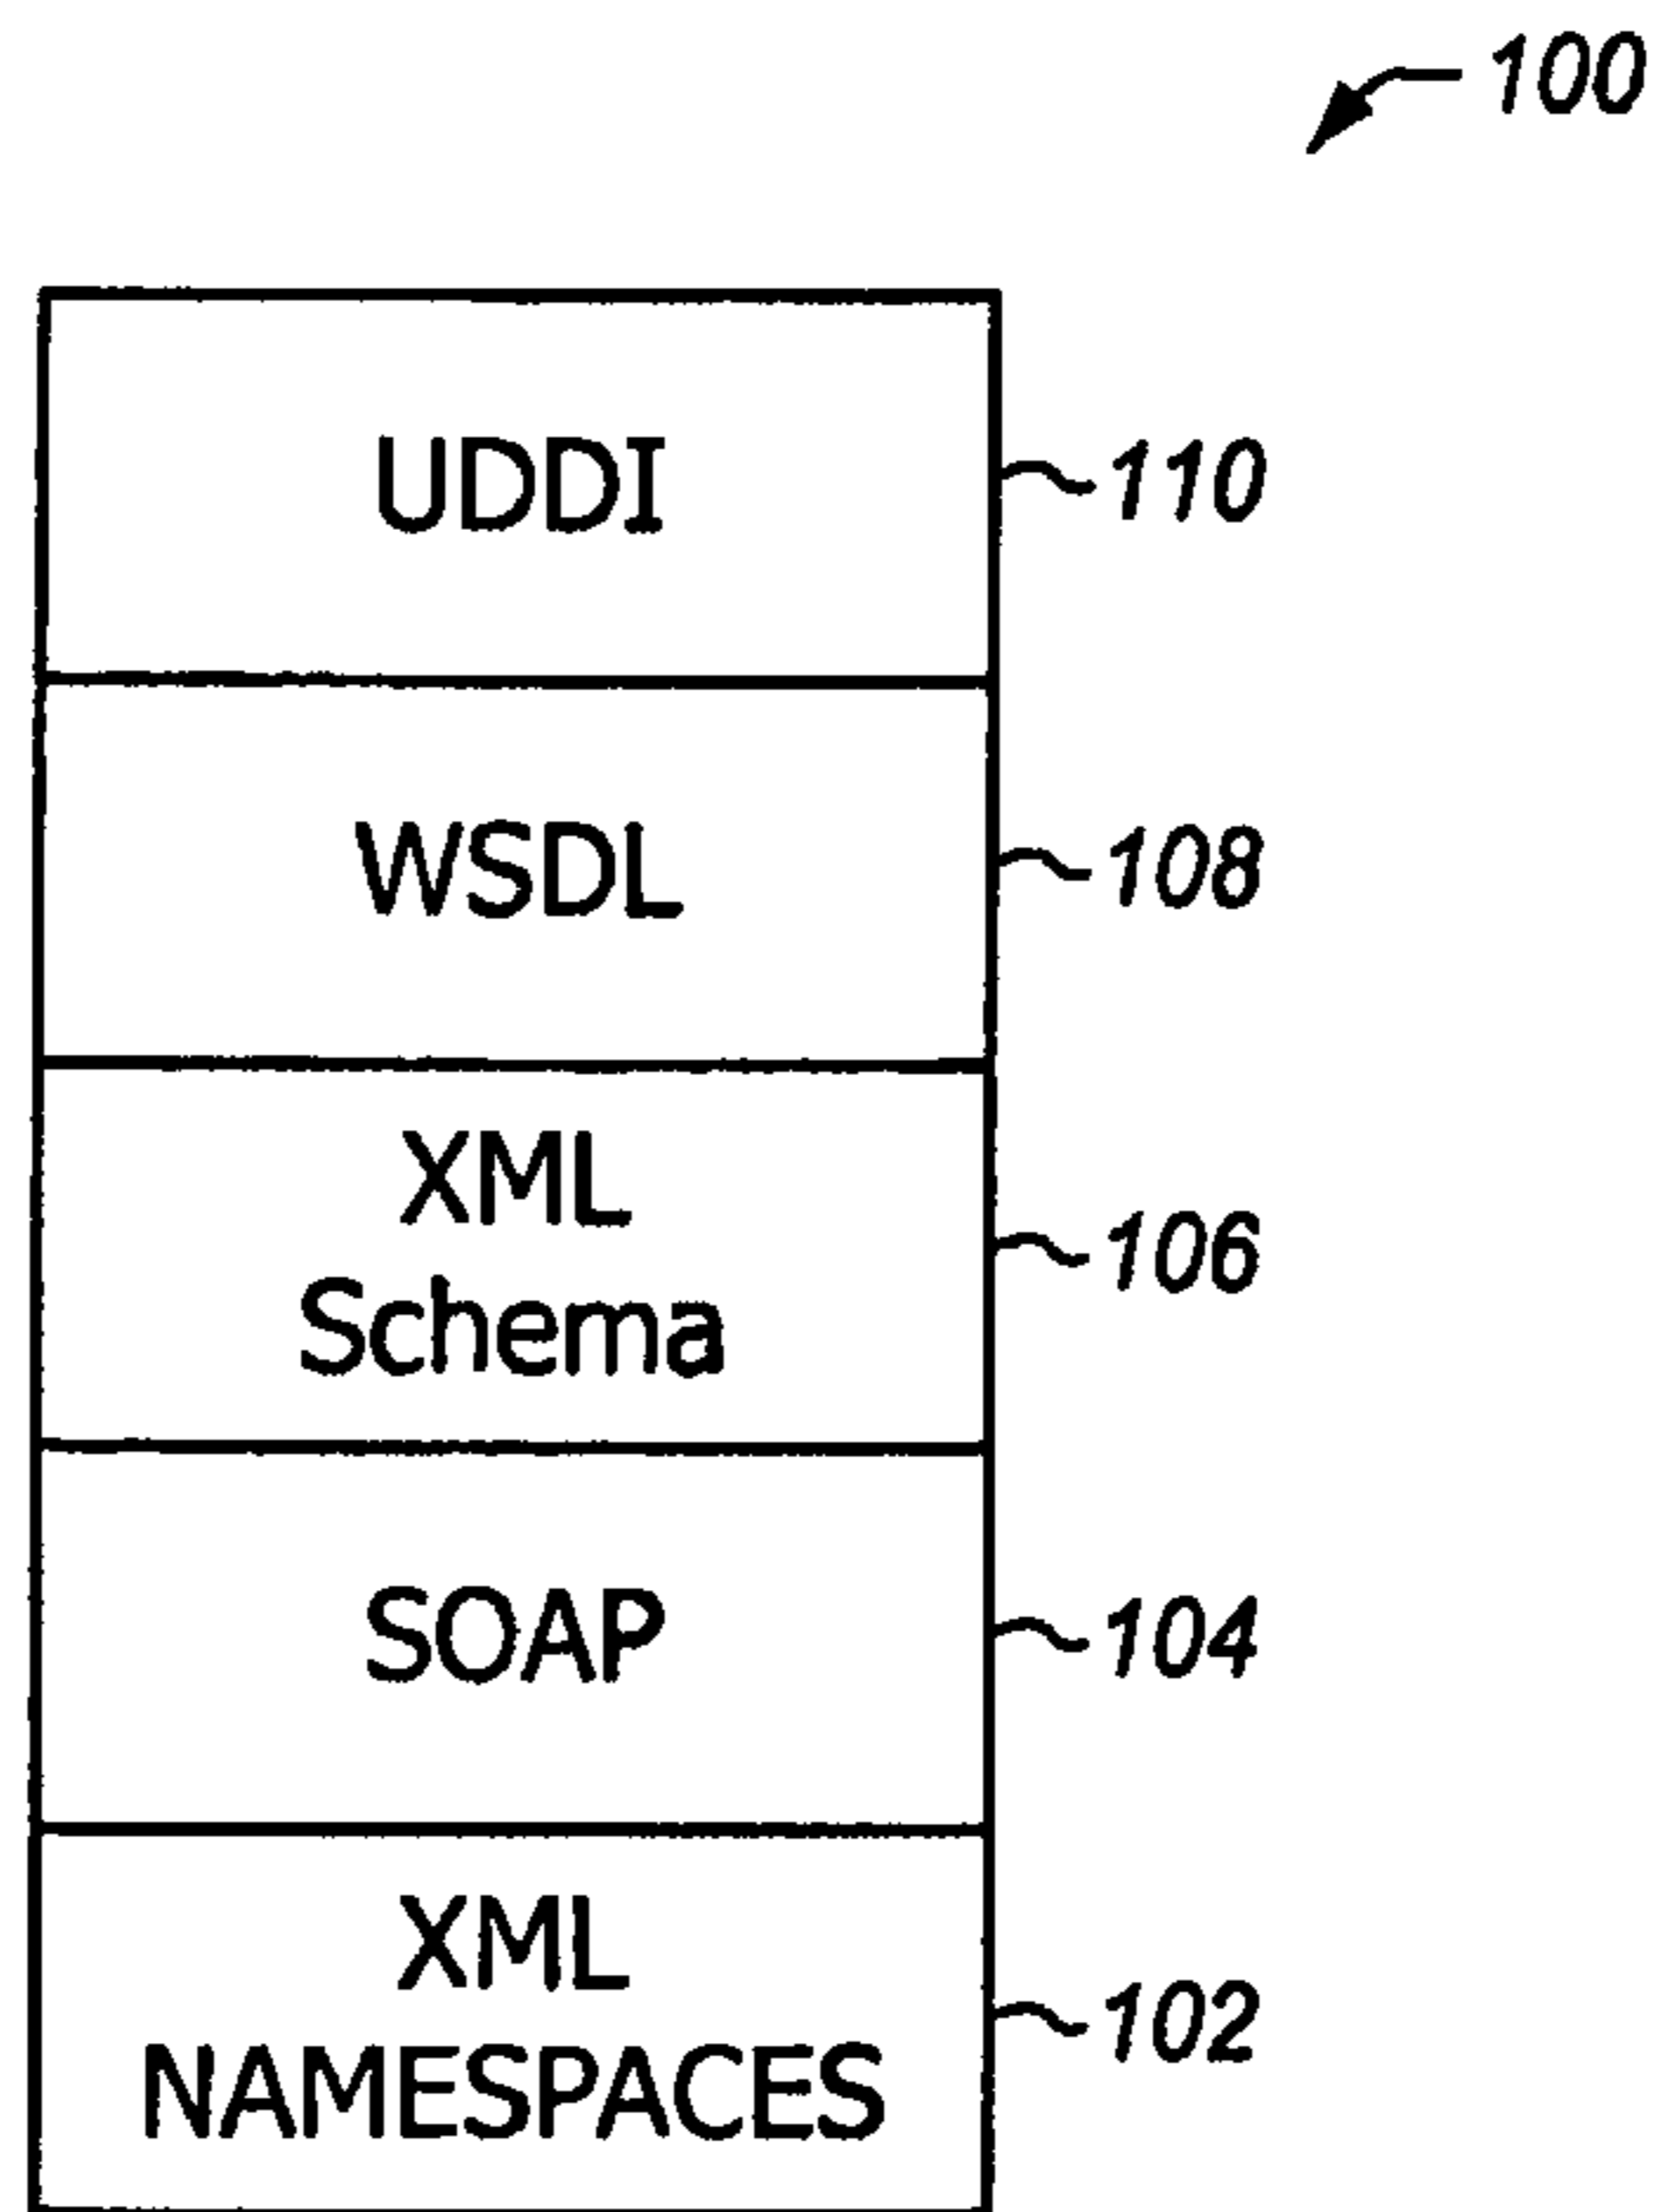 100
UDDI
110
WSDL
108
XML
Schema
106
SOAP
104
XML
NAMESPACES
102